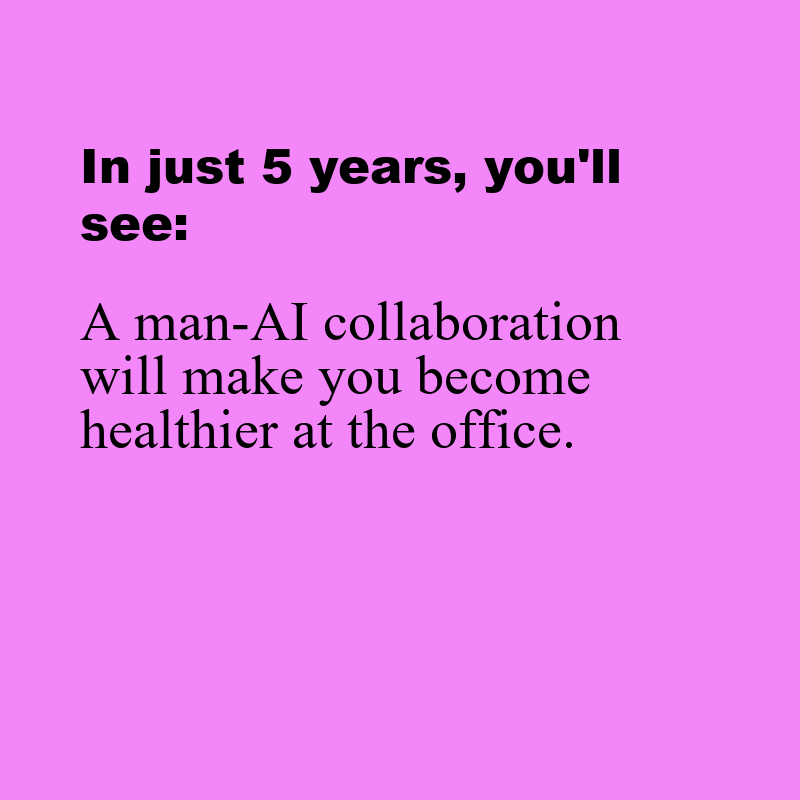 In just 5 years, you'll
see:
A man-AI collaboration
will make you become
healthier at the office.